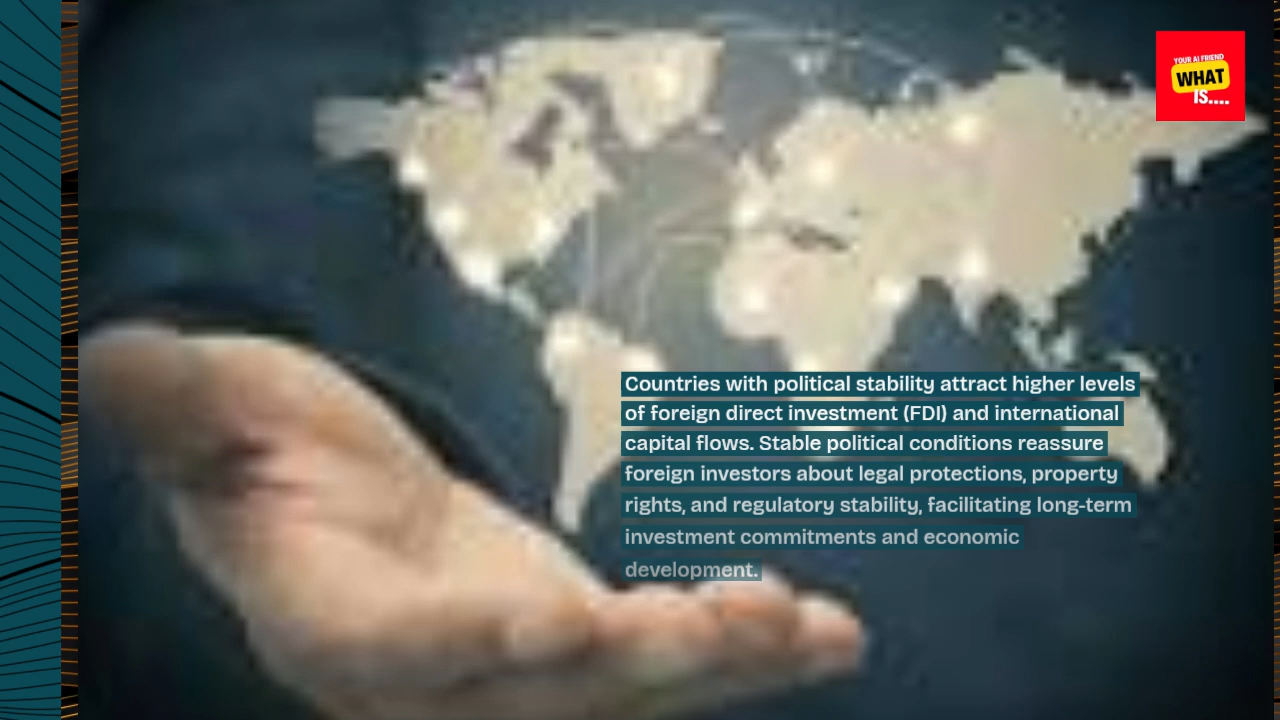 YOUR AI FRIEND
WHAT
IS....
Countries with political stability attract higher levels
of foreign direct investment (FDI) and international
capital flows. Stable political conditions reassure
foreign investors about legal protections, property
rights, and regulatory stability, facilitating long-term
investment commitments and economic
development.